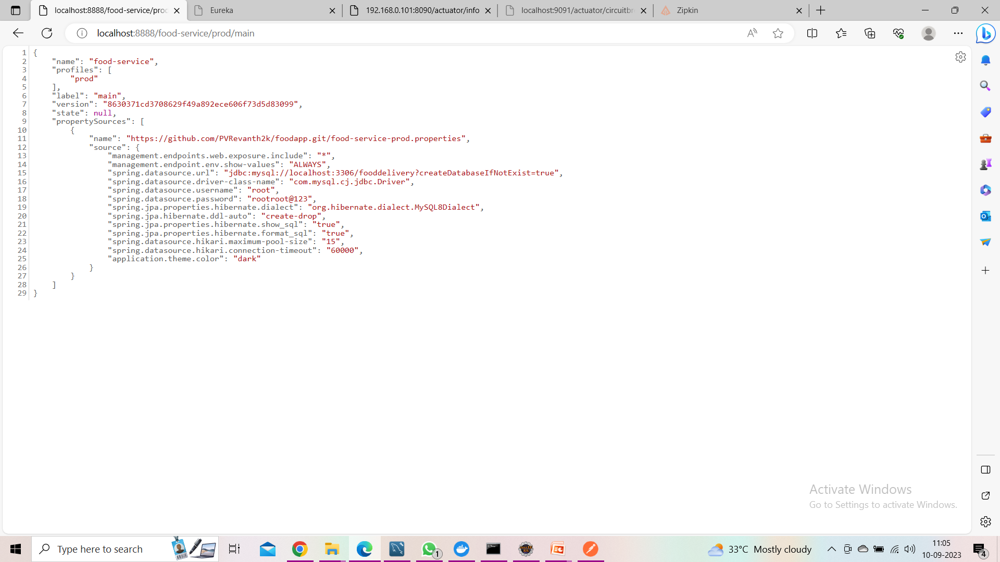 localhost:8888/food-service/proc
Eureka
192.168.0.101:8090/actuator/info
localhost:9091/actuator/circuitbr
Zipkin
localhost:8888/food-service/prod/main
1 {
2 "name": "food-service",
3 "profiles": [
4 "prod"
5 ],
6 "label": "main",
7 "version": "8630371cd3708629f49a892ece606f73d5d83099",
8 "state": null,
9 "propertySources": [
10 {
11 "name": "https://github.com/PVRevanth2k/foodapp.git/food-service-prod.properties",
12 "source": {
13 "management.endpoints.web.exposure.include": "*",
14 "management.endpoint.env.show-values": "ALWAYS",
15 "spring.datasource.url": "jdbc:mysql://localhost:3306/fooddelivery?createDatabaseIfNotExist=true",
16 "spring.datasource.driver-class-name": "com.mysql.cj.jdbc.Driver",
17 "spring.datasource.username": "root",
18 "spring.datasource.password": "rootroot@123",
19 "spring.jpa.properties.hibernate.dialect": "org.hibernate.dialect.MySQL8Dialect",
20 "spring.jpa.hibernate.ddl-auto": "create-drop",
21 "spring.jpa.properties.hibernate.show_sql": "true",
22 "spring.jpa.properties.hibernate.format_sql": "true",
23 "spring.datasource.hikari.maximum-pool-size": "15",
24 "spring.datasource.hikari.connection-timeout": "60000",
25 "application.theme.color": "dark"
26 }
27 }
28 ]
29 }
Activate Windows
Go to Settings to activate Windows.
Type here to search
1
33°C Mostly cloudy
11:05
10-09-2023
4